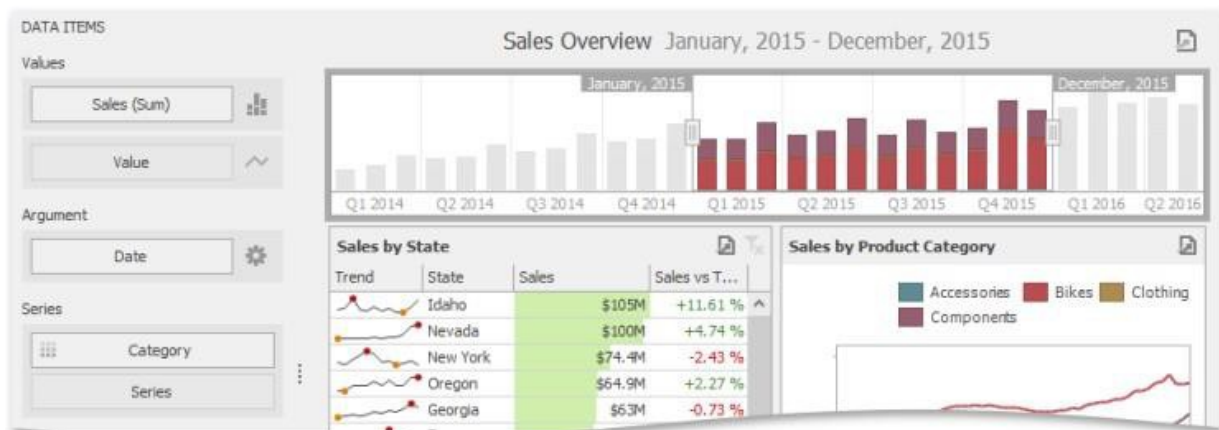 DATA ITEMS
Values
Sales (Sum)
Value
Argument
Date
Series
Category
Series
Sales Overview January, 2015 - December, 2015
January, 2015
December, 2015
Q1 2014 Q2 2014 Q3 2014 Q4 2014 Q1 2015 Q2 2015 Q3 2015 Q4 2015 Q1 2016 Q2 2016
Sales by State
Trend State Sales Sales vs T...
Idaho $105M +11.61 %
Nevada $100M +4.74 %
New York $74.4M -2.43 %
Oregon $64.9M +2.27 %
Georgia $63M -0.73 %
Sales by Product Category
Accessories Bikes Clothing
Components